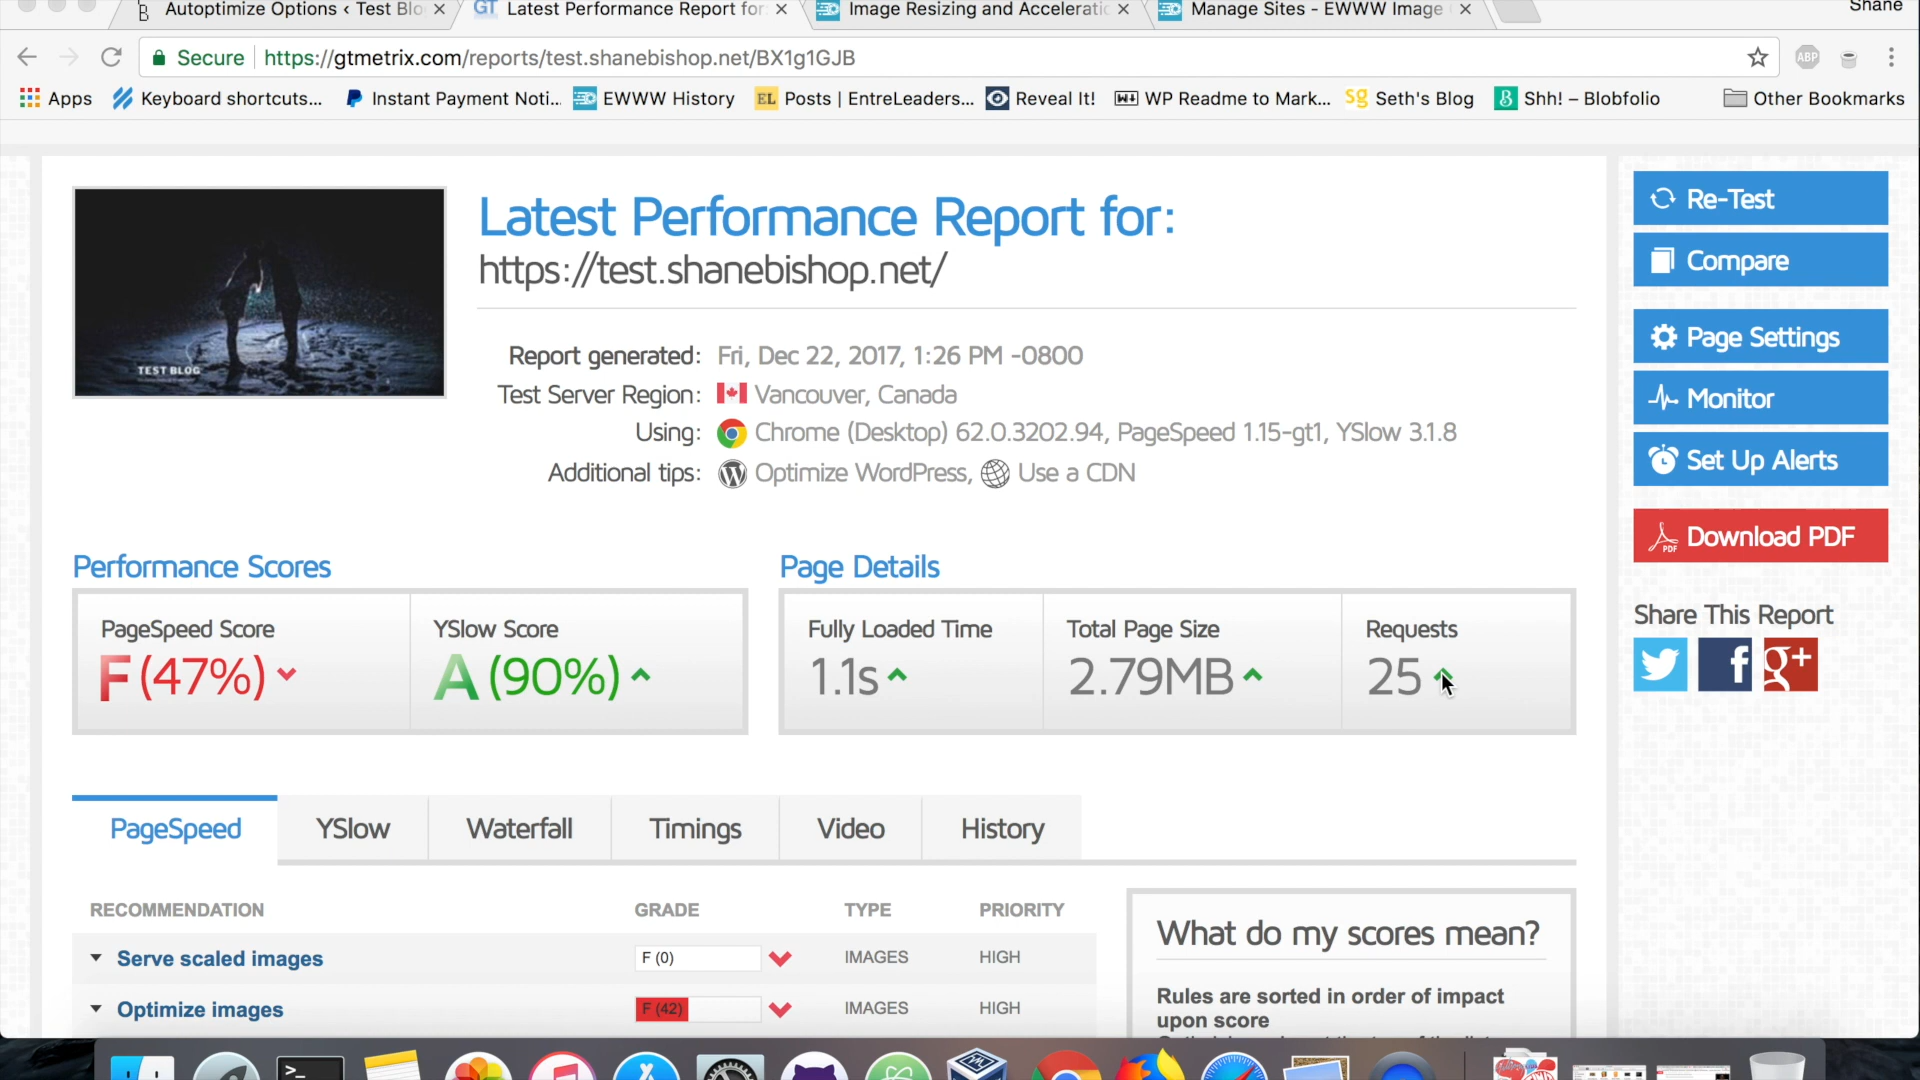 Autoptimize Options ‹ Test Blo
GT Latest Performance Report for:
Image Resizing and Acceleratic
Manage Sites - EWWW Image
Shane
Secure https://gtmetrix.com/reports/test.shanebishop.net/BX1g1GJB
ABP
Apps
Keyboard shortcuts...
Instant Payment Noti...
EWWW History
EL Posts | EntreLeaders...
Reveal It!
WP Readme to Mark...
sg Seth's Blog
Shh! – Blobfolio
Other Bookmarks
TEST BLOG
Latest Performance Report for:
https://test.shanebishop.net/
Report generated: Fri, Dec 22, 2017, 1:26 PM -0800
Test Server Region: Vancouver, Canada
Using: Chrome (Desktop) 62.0.3202.94, PageSpeed 1.15-gt1, YSlow 3.1.8
Additional tips: Optimize WordPress, Use a CDN
Re-Test
Compare
Page Settings
Monitor
Set Up Alerts
PDF Download PDF
Share This Report
Performance Scores
PageSpeed Score
F (47%)
YSlow Score
A (90%)
Page Details
Fully Loaded Time
1.1s
Total Page Size
2.79MB
Requests
25
PageSpeed
YSlow
Waterfall
Timings
Video
History
RECOMMENDATION GRADE TYPE PRIORITY
Serve scaled images F (0) IMAGES HIGH
Optimize images F (42) IMAGES HIGH
What do my scores mean?
Rules are sorted in order of impact
upon score